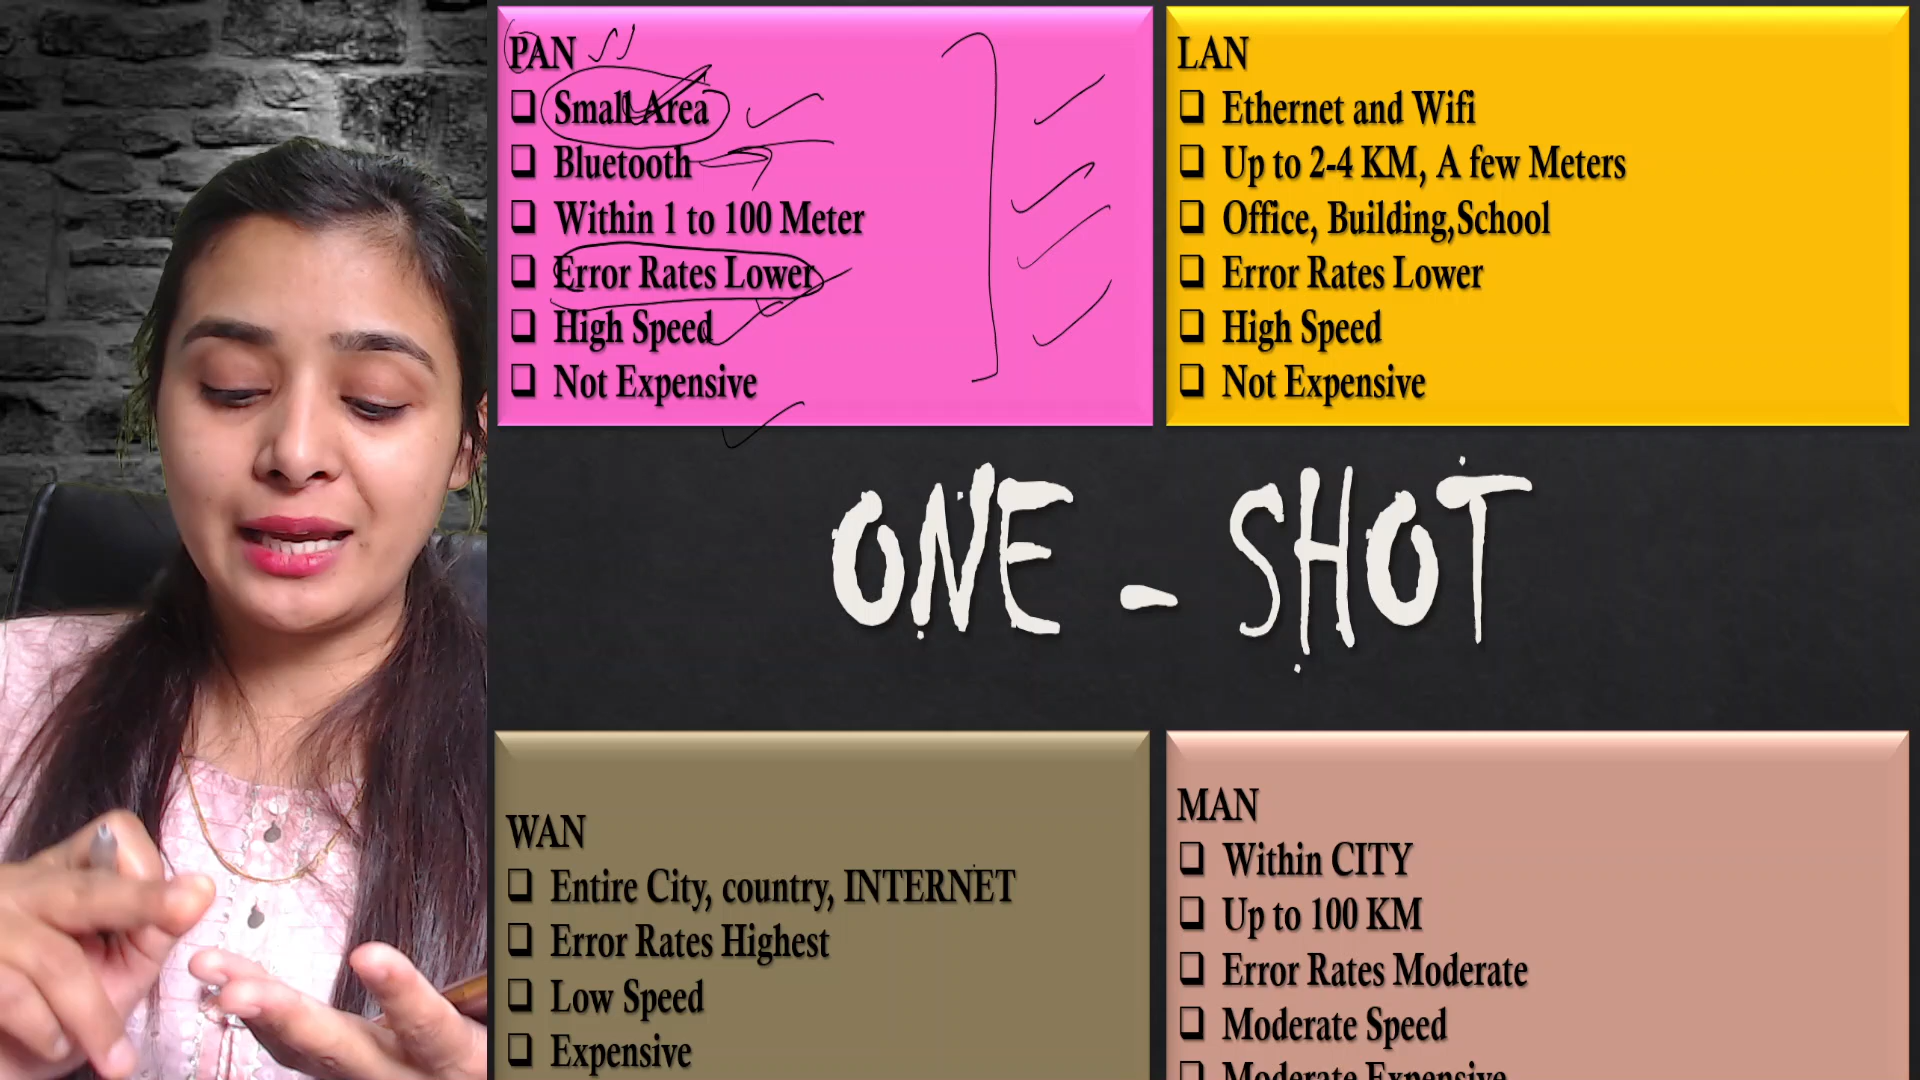 PAN
Small Area
Bluetooth
Within 1 to 100 Meter
Error Rates Lower
High Speed
Not Expensive
LAN
Ethernet and Wifi
Up to 2-4 KM, A few Meters
Office, Building,School
Error Rates Lower
High Speed
Not Expensive
ONE - SHOT
WAN
Entire City, country, INTERNET
Error Rates Highest
Low Speed
Expensive
MAN
Within CITY
Up to 100 KM
Error Rates Moderate
Moderate Speed
Moderate Expensive